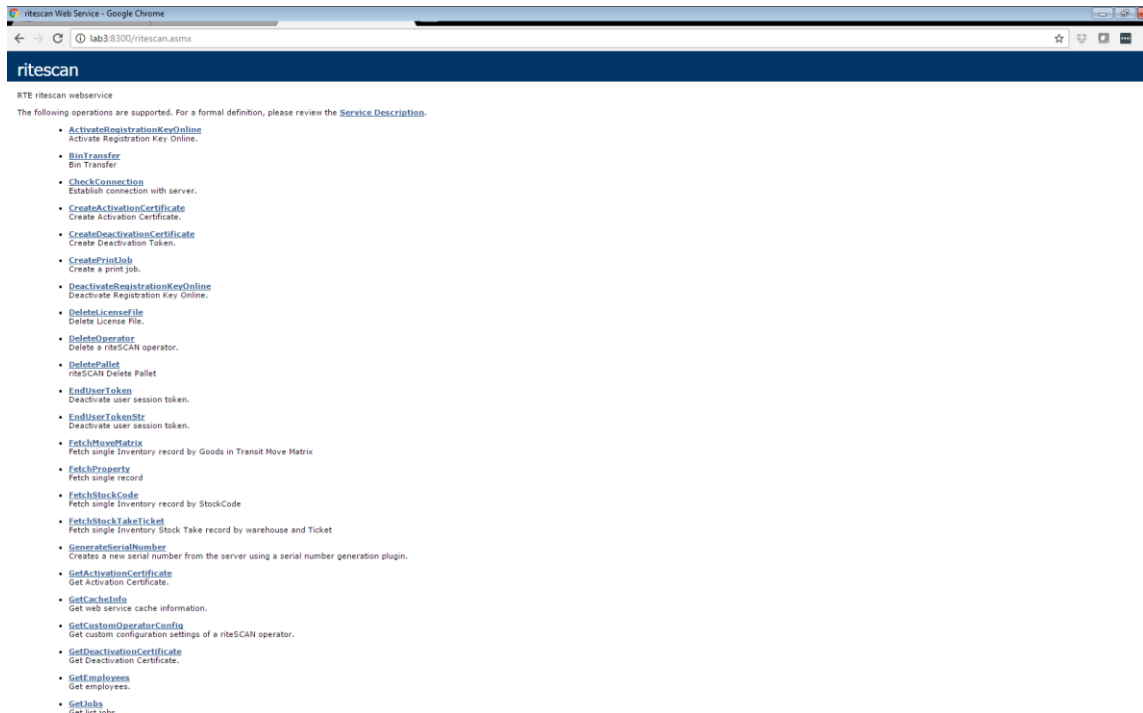 ritescan Web Service - Google Chrome
lab3:8300/ritescan.asmx
ritescan
RTE ritescan webservice
The following operations are supported. For a formal definition, please review the Service Description.
• ActivateRegistrationKeyOnline
Activate Registration Key Online.
• BinTransfer
Bin Transfer
• CheckConnection
Establish connection with server.
• CreateActivationCertificate
Create Activation Certificate.
• CreateDeactivationCertificate
Create Deactivation Token.
• CreatePrintJob
Create a print job.
• DeactivateRegistrationKeyOnline
Deactivate Registration Key Online.
• DeleteLicenseFile
Delete License File.
• DeleteOperator
Delete a riteSCAN operator.
• DeletePallet
riteSCAN Delete Pallet
• EndUserToken
Deactivate user session token.
• EndUserTokenStr
Deactivate user session token.
• FetchMoveMatrix
Fetch single Inventory record by Goods in Transit Move Matrix
• FetchProperty
Fetch single record
• FetchStockCode
Fetch single Inventory record by StockCode
• FetchStockTakeTicket
Fetch single Inventory Stock Take record by warehouse and Ticket
• GenerateSerialNumber
Creates a new serial number from the server using a serial number generation plugin.
• GetActivationCertificate
Get Activation Certificate.
• GetCacheInfo
Get web service cache information.
• GetCustomOperatorConfig
Get custom configuration settings of a riteSCAN operator.
• GetDeactivationCertificate
Get Deactivation Certificate.
• GetEmployees
Get employees.
• GetJobs
Get list jobs